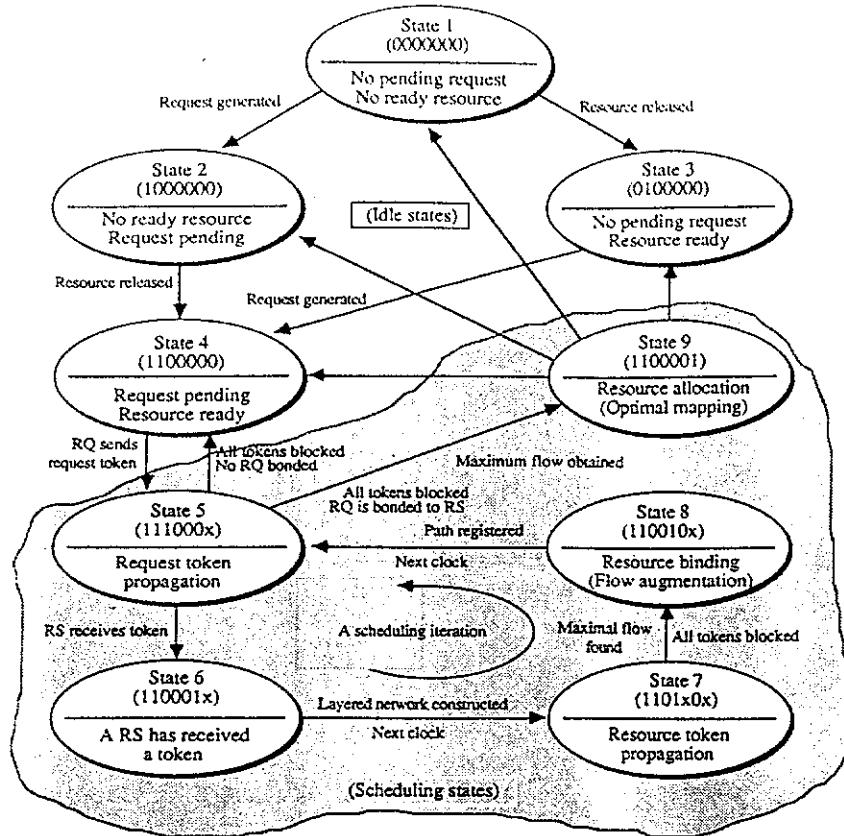 State 1
(0000000)
No pending request
No ready resource
Request generated
Resource released
State 2
(1000000)
No ready resource
Request pending
(Idle states)
State 3
(0100000)
No pending request
Resource ready
Resource released
Request generated
State 4
(1100000)
Request pending
Resource ready
State 9
(1100001)
Resource allocation
(Optimal mapping)
RQ sends
request token
All tokens blocked
No RQ bonded
Maximum flow obtained
All tokens blocked
RQ is bonded to RS
State 5
(111000x)
Request token
propagation
Path registered
Next clock
State 8
(110010x)
Resource binding
(Flow augmentation)
RS receives token
A scheduling iteration
Maximal flow
found
All tokens blocked
State 6
(110001x)
A RS has received
a token
Layered network constructed
Next clock
State 7
(1101x0x)
Resource token
propagation
(Scheduling states)